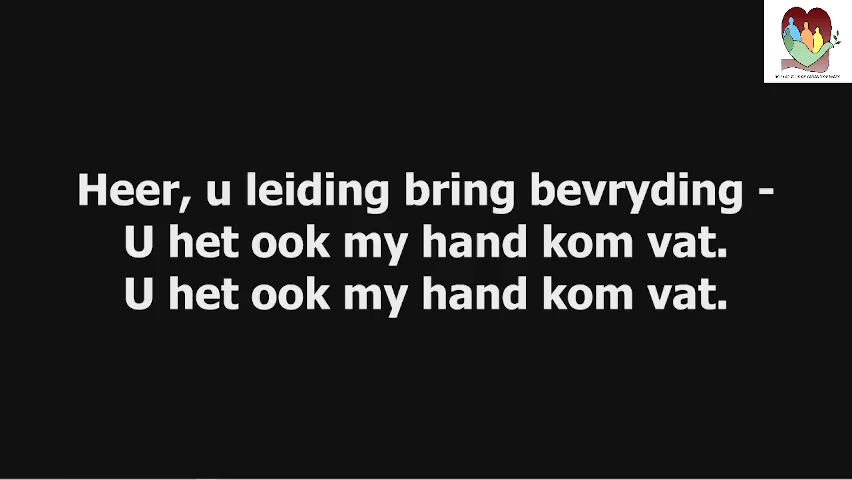 Heer, u leiding bring bevryding -
U het ook my hand kom vat.
U het ook my hand kom vat.